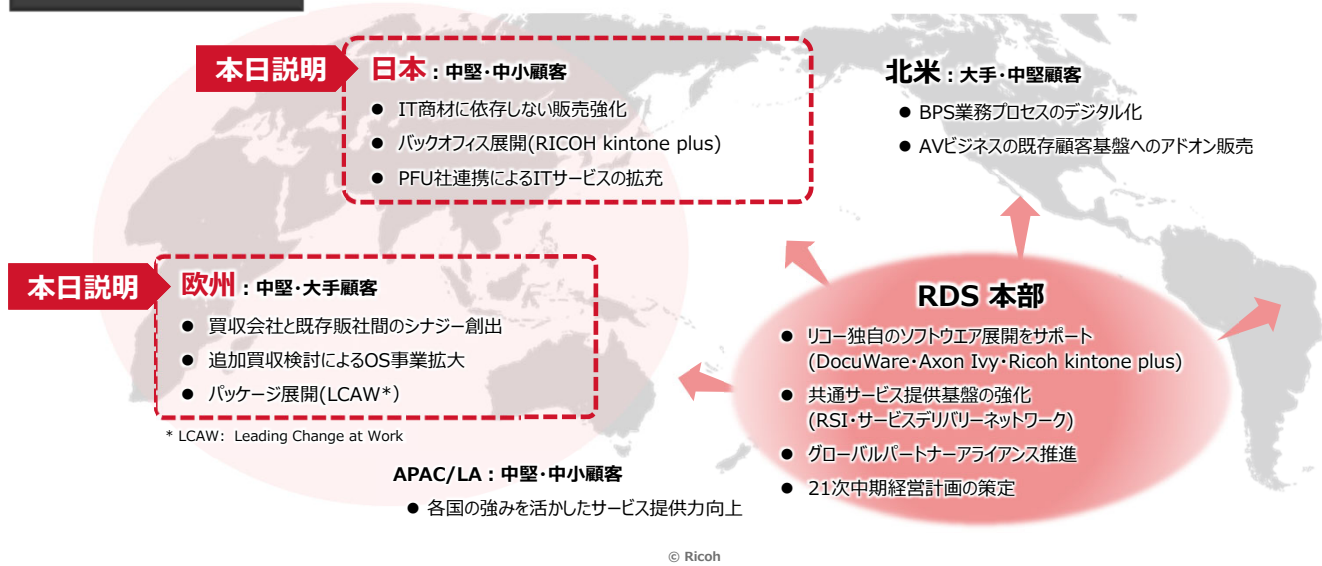 本日説明
日本：中堅・中小顧客
● IT商材に依存しない販売強化
● バックオフィス展開(RICOH kintone plus)
● PFU社連携によるITサービスの拡充
北米：大手・中堅顧客
● BPS業務プロセスのデジタル化
● AVビジネスの既存顧客基盤へのアドオン販売
本日説明
欧州：中堅・大手顧客
● 買収会社と既存販社間のシナジー創出
● 追加買収検討によるOS事業拡大
● パッケージ展開(LCAW*)
* LCAW: Leading Change at Work
APAC/LA：中堅・中小顧客
● 各国の強みを活かしたサービス提供力向上
RDS 本部
● リコー独自のソフトウエア展開をサポート
(DocuWare・Axon Ivy・Ricoh kintone plus)
● 共通サービス提供基盤の強化
(RSI・サービスデリバリーネットワーク)
● グローバルパートナーアライアンス推進
● 21次中期経営計画の策定
© Ricoh